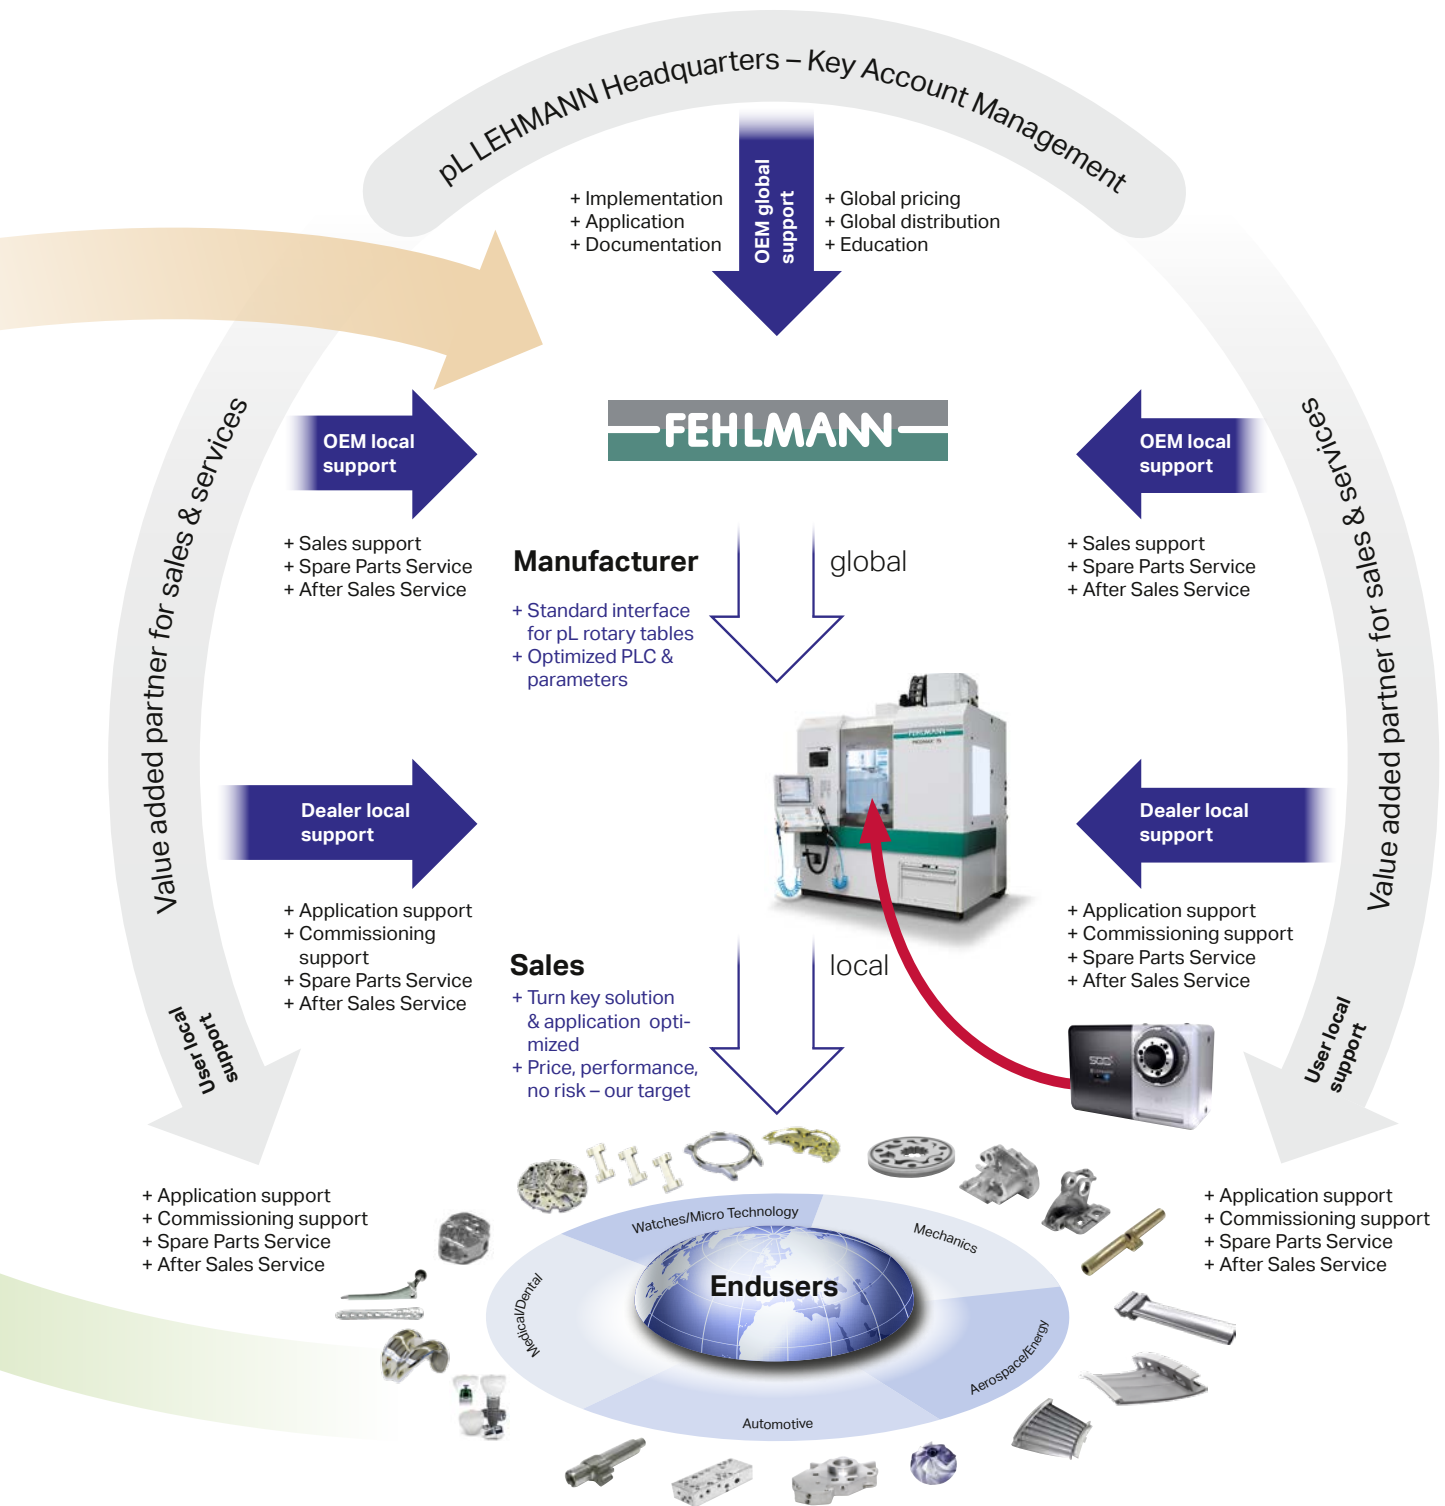 pL LEHMANN Headquarters – Key Account Management
OEM global
support
+ Implementation
+ Application
+ Documentation
+ Global pricing
+ Global distribution
+ Education
FEHLMANN
Value added partner for sales & services
OEM local
support
+ Sales support
+ Spare Parts Service
+ After Sales Service
Manufacturer
global
+ Standard interface
for pL rotary tables
+ Optimized PLC &
parameters
OEM local
support
+ Sales support
+ Spare Parts Service
+ After Sales Service
Value added partner for sales & services
FEHLMANN
Dealer local
support
+ Application support
+ Commissioning
support
+ Spare Parts Service
+ After Sales Service
Sales
local
+ Turn key solution
& application opti-
mized
+ Price, performance,
no risk – our target
Dealer local
support
+ Application support
+ Commissioning support
+ Spare Parts Service
+ After Sales Service
User local
support
User local
support
+ Application support
+ Commissioning support
+ Spare Parts Service
+ After Sales Service
+ Application support
+ Commissioning support
+ Spare Parts Service
+ After Sales Service
Watches/Micro Technology
Mechanics
Medical/Dental
Endusers
Aerospace/Energy
Automotive